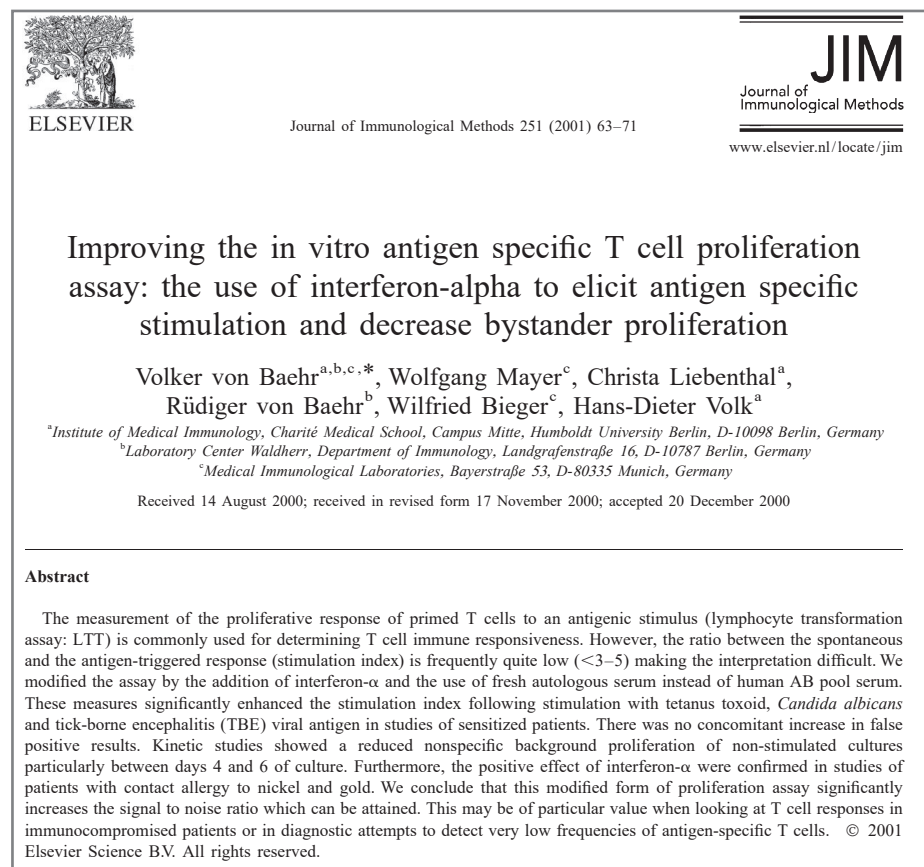 JIM
Journal of
Immunological Methods
ELSEVIER
Journal of Immunological Methods 251 (2001) 63–71
www.elsevier.nl/locate/jim
Improving the in vitro antigen specific T cell proliferation
assay: the use of interferon-alpha to elicit antigen specific
stimulation and decrease bystander proliferation
Volker von Baehr a,b,c,*, Wolfgang Mayer c, Christa Liebenthal a,
Rüdiger von Baehr b, Wilfried Bieger c, Hans-Dieter Volk a
a Institute of Medical Immunology, Charité Medical School, Campus Mitte, Humboldt University Berlin, D-10098 Berlin, Germany
b Laboratory Center Waldherr, Department of Immunology, Landgrafenstraße 16, D-10787 Berlin, Germany
c Medical Immunological Laboratories, Bayerstraße 53, D-80335 Munich, Germany
Received 14 August 2000; received in revised form 17 November 2000; accepted 20 December 2000
Abstract
The measurement of the proliferative response of primed T cells to an antigenic stimulus (lymphocyte transformation
assay: LTT) is commonly used for determining T cell immune responsiveness. However, the ratio between the spontaneous
and the antigen-triggered response (stimulation index) is frequently quite low (<3–5) making the interpretation difficult. We
modified the assay by the addition of interferon-α and the use of fresh autologous serum instead of human AB pool serum.
These measures significantly enhanced the stimulation index following stimulation with tetanus toxoid, Candida albicans
and tick-borne encephalitis (TBE) viral antigen in studies of sensitized patients. There was no concomitant increase in false
positive results. Kinetic studies showed a reduced nonspecific background proliferation of non-stimulated cultures
particularly between days 4 and 6 of culture. Furthermore, the positive effect of interferon-α were confirmed in studies of
patients with contact allergy to nickel and gold. We conclude that this modified form of proliferation assay significantly
increases the signal to noise ratio which can be attained. This may be of particular value when looking at T cell responses in
immunocompromised patients or in diagnostic attempts to detect very low frequencies of antigen-specific T cells. © 2001
Elsevier Science B.V. All rights reserved.